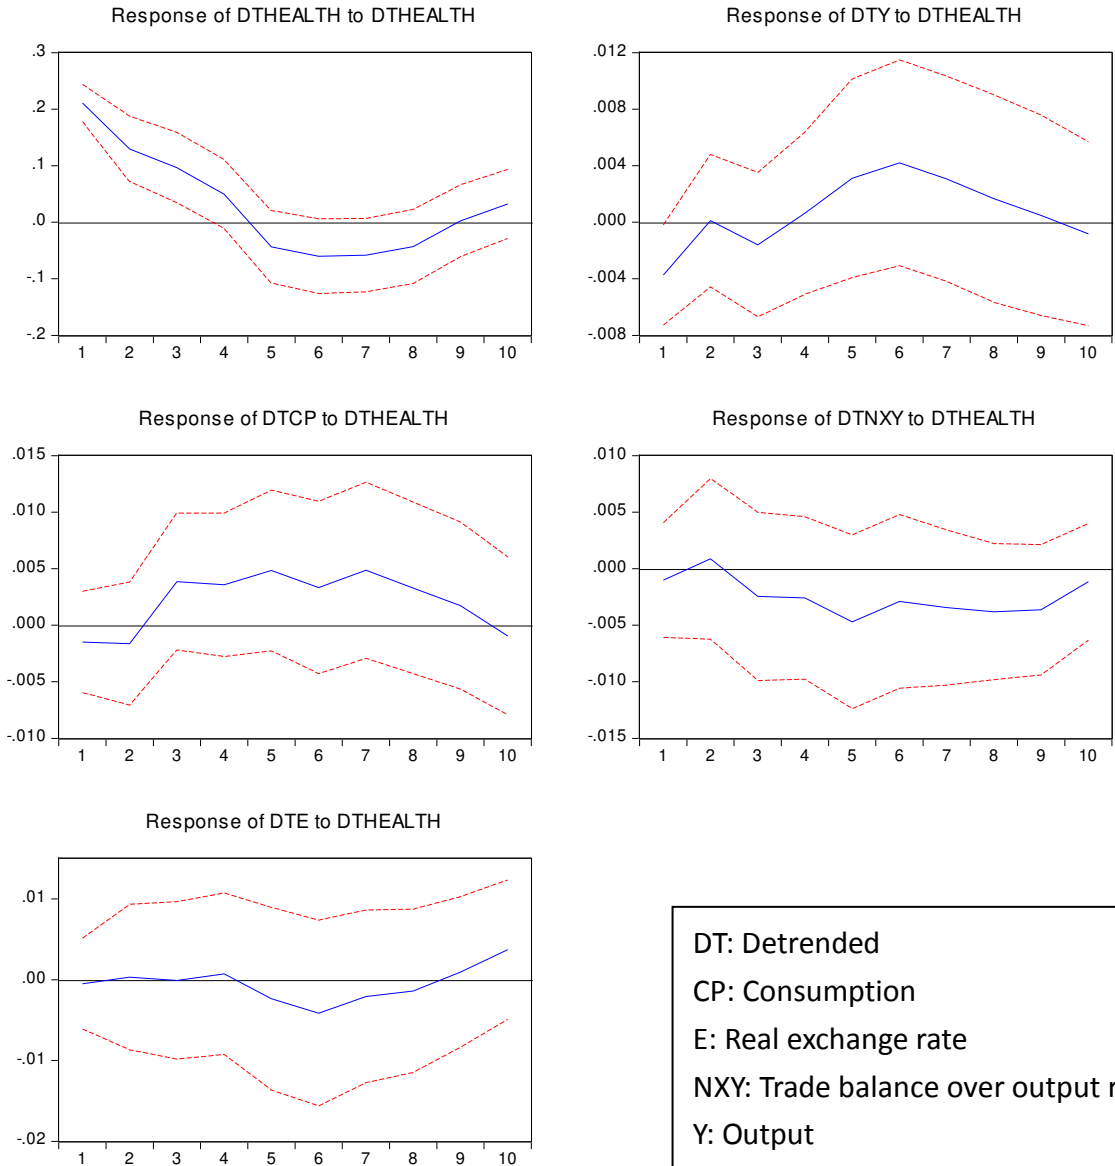 Response of DTHEALTH to DTHEALTH
.3
.2
.1
.0
-.1
-.2
1 2 3 4 5 6 7 8 9 10
Response of DTY to DTHEALTH
.012
.008
.004
.000
-.004
-.008
1 2 3 4 5 6 7 8 9 10
Response of DTCP to DTHEALTH
.015
.010
.005
.000
-.005
-.010
1 2 3 4 5 6 7 8 9 10
Response of DTNXY to DTHEALTH
.010
.005
.000
-.005
-.010
-.015
1 2 3 4 5 6 7 8 9 10
Response of DTE to DTHEALTH
.01
.00
-.01
-.02
1 2 3 4 5 6 7 8 9 10
DT: Detrended
CP: Consumption
E: Real exchange rate
NXY: Trade balance over output
Y: Output